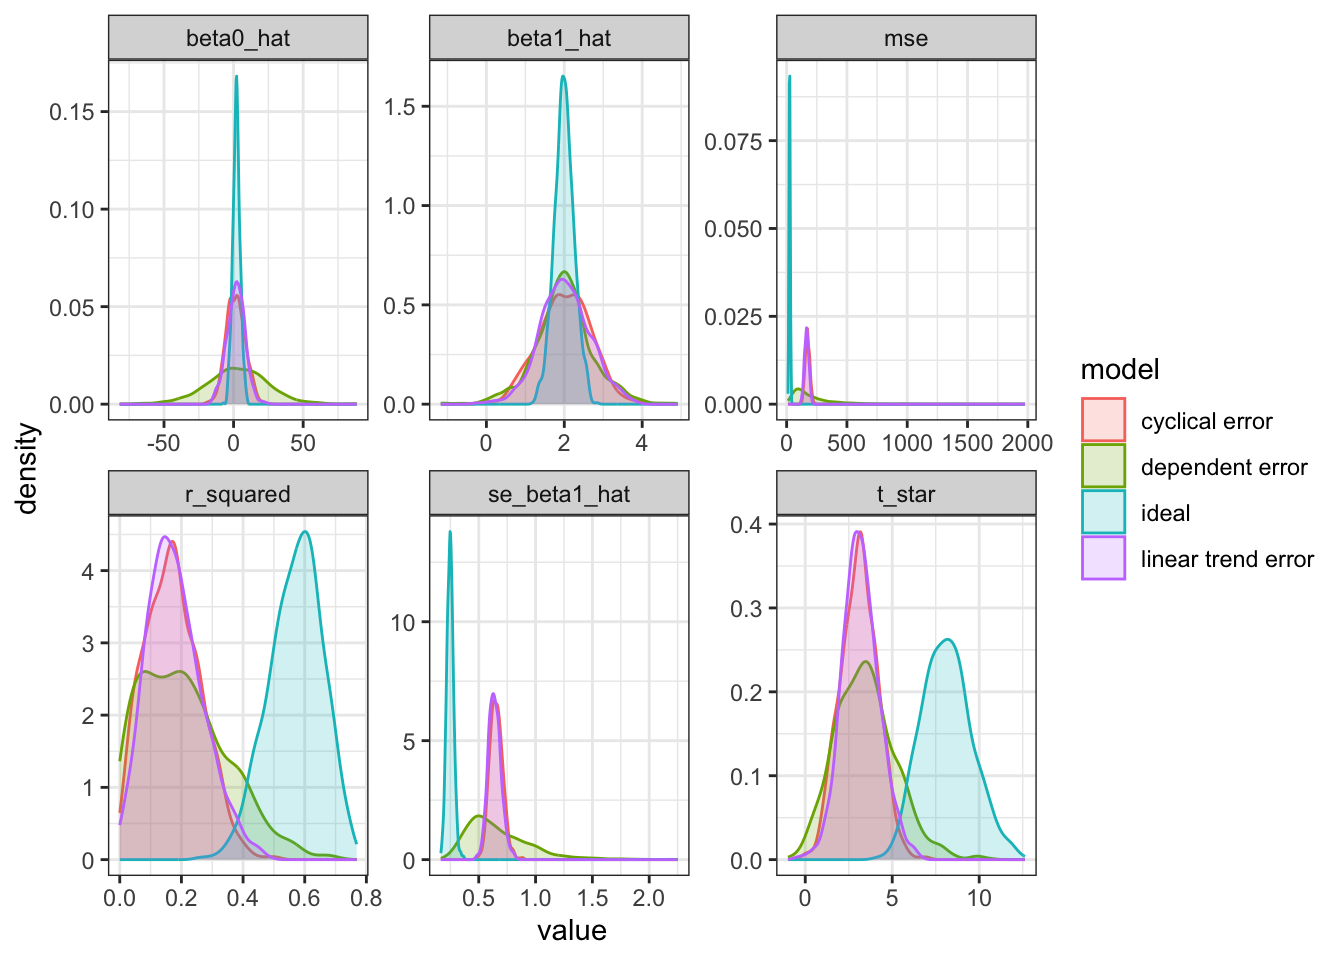 beta0_hat
beta1_hat
mse
0.15
0.10
0.05
0.00
-50 0 50
1.5
1.0
0.5
0.0
0 2 4
0.075
0.050
0.025
0.000
0 500 1000 1500 2000
density
r_squared
se_beta1_hat
t_star
4
3
2
1
0
0.0 0.2 0.4 0.6 0.8
10
5
0
0.5 1.0 1.5 2.0
0.4
0.3
0.2
0.1
0.0
0 5 10
value
model
cyclical error
dependent error
ideal
linear trend error